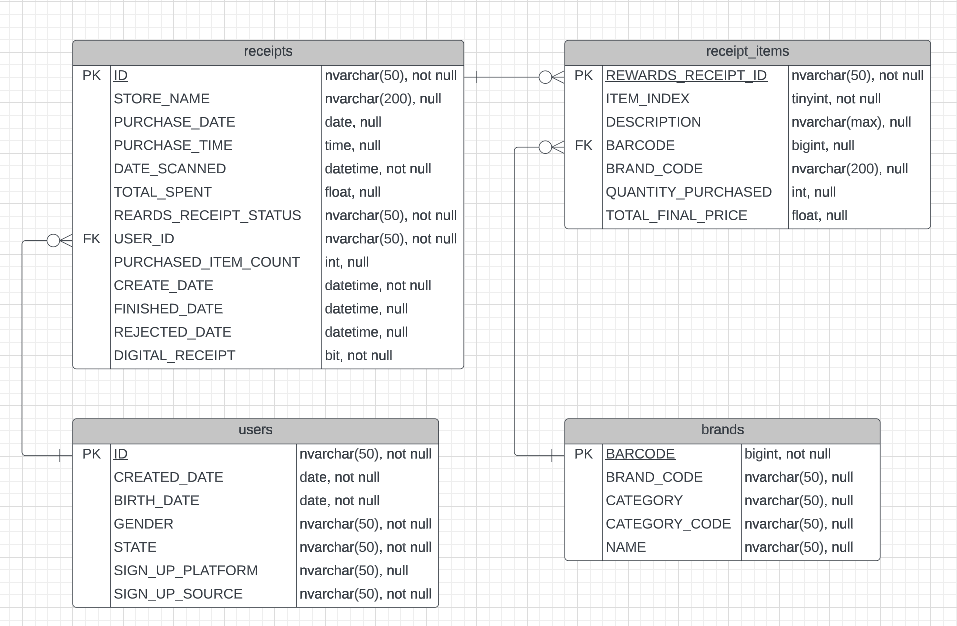 receipts
PK ID nvarchar(50), not null
STORE_NAME nvarchar(200), null
PURCHASE_DATE date, null
PURCHASE_TIME time, null
DATE_SCANNED datetime, not null
TOTAL_SPENT float, null
REARDS_RECEIPT_STATUS nvarchar(50), not null
FK USER_ID nvarchar(50), not null
PURCHASED_ITEM_COUNT int, null
CREATE_DATE datetime, not null
FINISHED_DATE datetime, null
REJECTED_DATE datetime, null
DIGITAL_RECEIPT bit, not null
receipt_items
PK REWARDS_RECEIPT_ID nvarchar(50), not null
ITEM_INDEX tinyint, not null
DESCRIPTION nvarchar(max), null
FK BARCODE bigint, null
BRAND_CODE nvarchar(200), null
QUANTITY_PURCHASED int, null
TOTAL_FINAL_PRICE float, null
users
PK ID nvarchar(50), not null
CREATED_DATE date, not null
BIRTH_DATE date, not null
GENDER nvarchar(50), not null
STATE nvarchar(50), not null
SIGN_UP_PLATFORM nvarchar(50), null
SIGN_UP_SOURCE nvarchar(50), not null
brands
PK BARCODE bigint, not null
BRAND_CODE nvarchar(50), null
CATEGORY nvarchar(50), null
CATEGORY_CODE nvarchar(50), null
NAME nvarchar(50), null